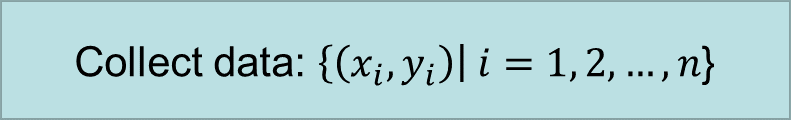 Collect data: {(xᵢ, yᵢ)| i = 1, 2, …, n}